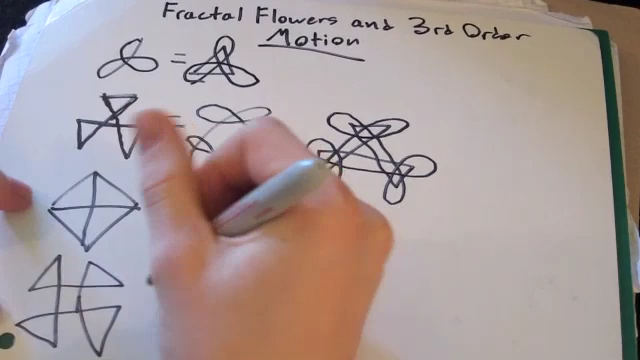 Fractal Flowers and 3rd Order
Motion
=
=